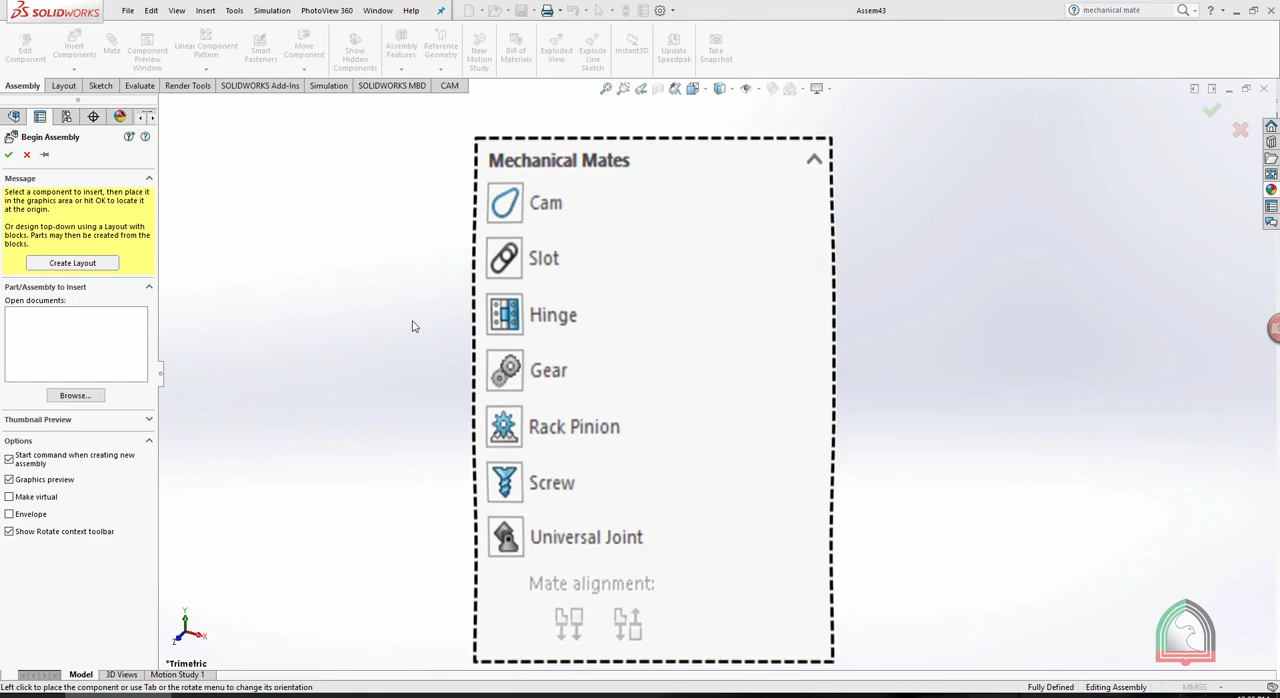 SOLIDWORKS File Edit View Insert Tools Simulation PhotoView 360 Window Help Assem43 mechanical mate
Edit Component
Insert Components
Mate
Component Preview Window
Linear Component Pattern
Smart Fasteners
Move Component
Show Hidden Components
Assembly Features
Reference Geometry
New Motion Study
Bill of Materials
Exploded View
Explode Line Sketch
Instant3D
Update Speedpak
Take Snapshot
Assembly Layout Sketch Evaluate Render Tools SOLIDWORKS Add-Ins Simulation SOLIDWORKS MBD CAM
Begin Assembly
Message
Select a component to insert, then place it
in the graphics area or hit OK to locate it
at the origin.
Or design top-down using a Layout with
blocks. Parts may then be created from the
blocks.
Create Layout
Part/Assembly to Insert
Open documents:
Browse...
Thumbnail Preview
Options
Start command when creating new
assembly
Graphics preview
Make virtual
Envelope
Show Rotate context toolbar
Mechanical Mates
Cam
Slot
Hinge
Gear
Rack Pinion
Screw
Universal Joint
Mate alignment:
Y
X
Z
*Trimetric
Model 3D Views Motion Study 1
Left click to place the component or use Tab or the rotate menu to change its orientation Fully Defined Editing Assembly MMGS